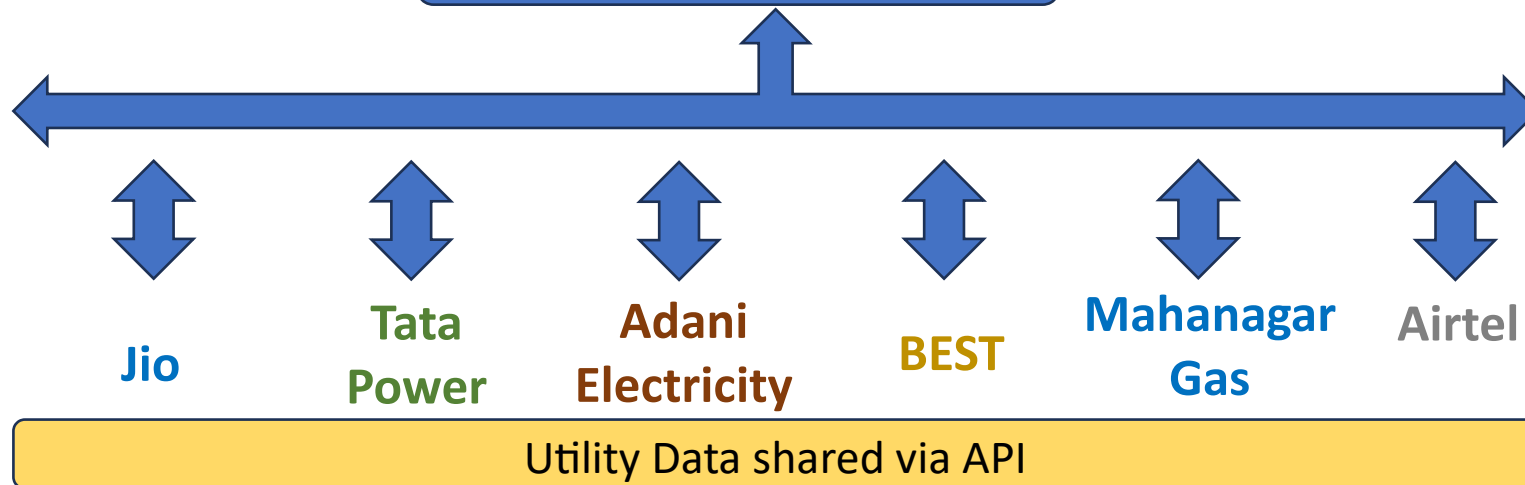 Jio
Tata
Power
Adani
Electricity
BEST
Mahanagar
Gas
Airtel
Utility Data shared via API